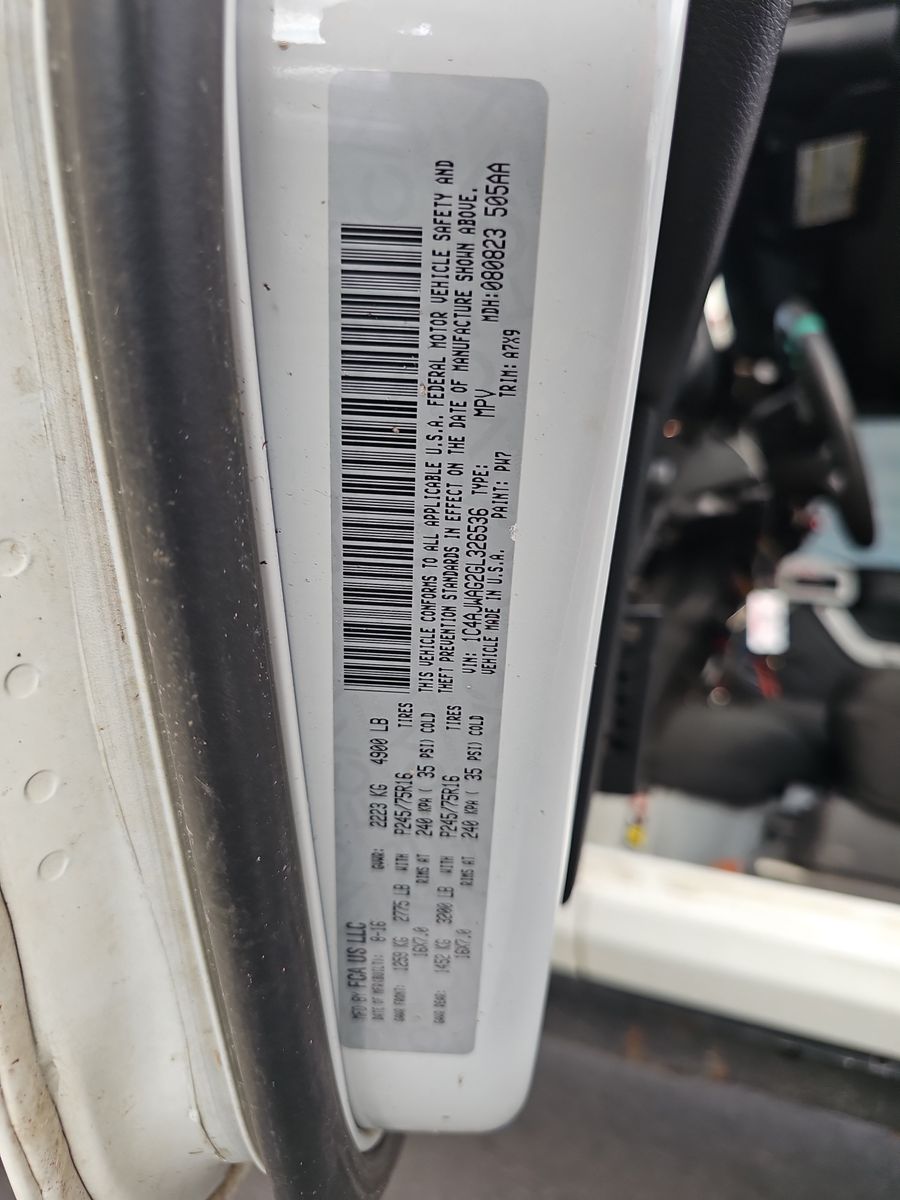 MFD BY FCA US LLC
DATE OF MFR(BUILT): 8-16 GVWR: 2223 KG 4900 LB
GAWR FRONT: 1259 KG 2775 LB WITH P245/75R16 TIRES
16X7.0 RIMS AT 240 KPA ( 35 PSI) COLD
GAWR REAR: 1452 KG 3200 LB WITH P245/75R16 TIRES
16X7.0 RIMS AT 240 KPA ( 35 PSI) COLD
THIS VEHICLE CONFORMS TO ALL APPLICABLE U.S.A. FEDERAL MOTOR VEHICLE SAFETY AND
THEFT PREVENTION STANDARDS IN EFFECT ON THE DATE OF MANUFACTURE SHOWN ABOVE.
VIN: 1C4AJWAG2GL326536 TYPE: MPV MDH:080823 505AA
VEHICLE MADE IN U.S.A. PAINT: PW7 TRIM: A7X9